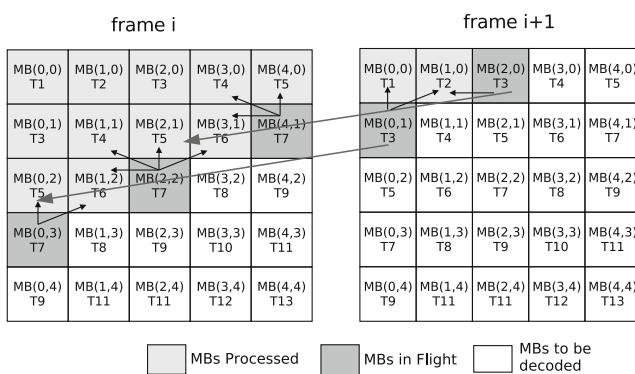 frame i
frame i+1
MB(0,0) MB(1,0) MB(2,0) MB(3,0) MB(4,0)
T1 T2 T3 T4 T5
MB(0,1) MB(1,1) MB(2,1) MB(3,1) MB(4,1)
T3 T4 T5 T6 T7
MB(0,2) MB(1,2) MB(2,2) MB(3,2) MB(4,2)
T5 T6 T7 T8 T9
MB(0,3) MB(1,3) MB(2,3) MB(3,3) MB(4,3)
T7 T8 T9 T10 T11
MB(0,4) MB(1,4) MB(2,4) MB(3,4) MB(4,4)
T9 T11 T11 T12 T13
MB(0,0) MB(1,0) MB(2,0) MB(3,0) MB(4,0)
T1 T2 T3 T4 T5
MB(0,1) MB(1,1) MB(2,1) MB(3,1) MB(4,1)
T3 T4 T5 T6 T7
MB(0,2) MB(1,2) MB(2,2) MB(3,2) MB(4,2)
T5 T6 T7 T8 T9
MB(0,3) MB(1,3) MB(2,3) MB(3,3) MB(4,3)
T7 T8 T9 T10 T11
MB(0,4) MB(1,4) MB(2,4) MB(3,4) MB(4,4)
T9 T11 T11 T12 T13
MBs Processed
MBs in Flight
MBs to be
decoded